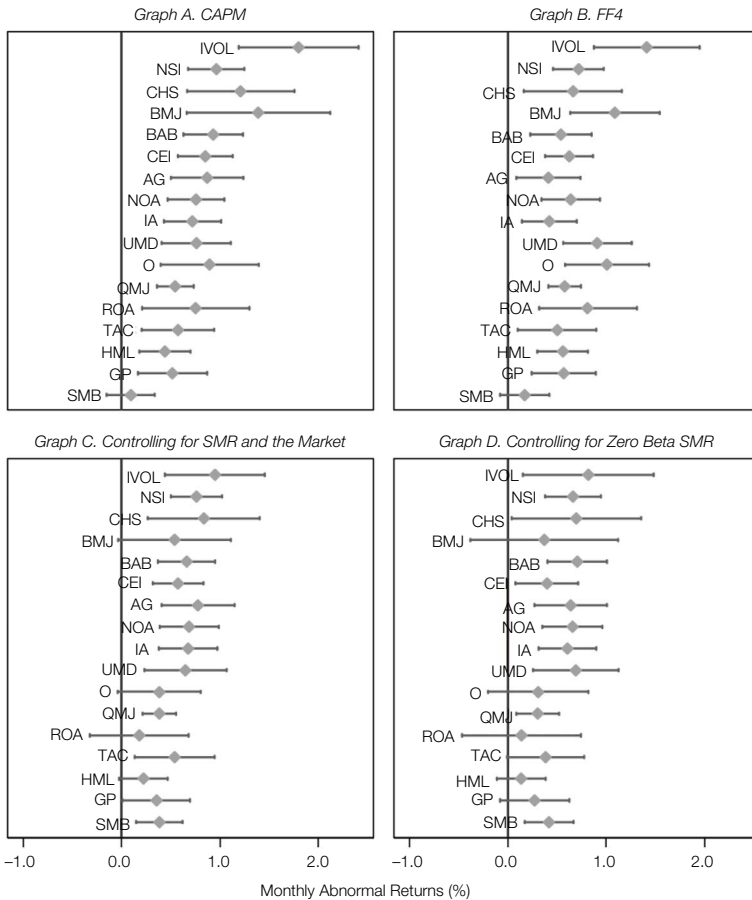 Graph A. CAPM
IVOL
NSI
CHS
BMJ
BAB
CEI
AG
NOA
IA
UMD
O
QMJ
ROA
TAC
HML
GP
SMB
Graph B. FF4
IVOL
NSI
CHS
BMJ
BAB
CEI
AG
NOA
IA
UMD
O
QMJ
ROA
TAC
HML
GP
SMB
Graph C. Controlling for SMR and the Market
IVOL
NSI
CHS
BMJ
BAB
CEI
AG
NOA
IA
UMD
O
QMJ
ROA
TAC
HML
GP
SMB
–1.0 0.0 1.0 2.0
Graph D. Controlling for Zero Beta SMR
IVOL
NSI
CHS
BMJ
BAB
CEI
AG
NOA
IA
UMD
O
QMJ
ROA
TAC
HML
GP
SMB
–1.0 0.0 1.0 2.0
Monthly Abnormal Returns (%)